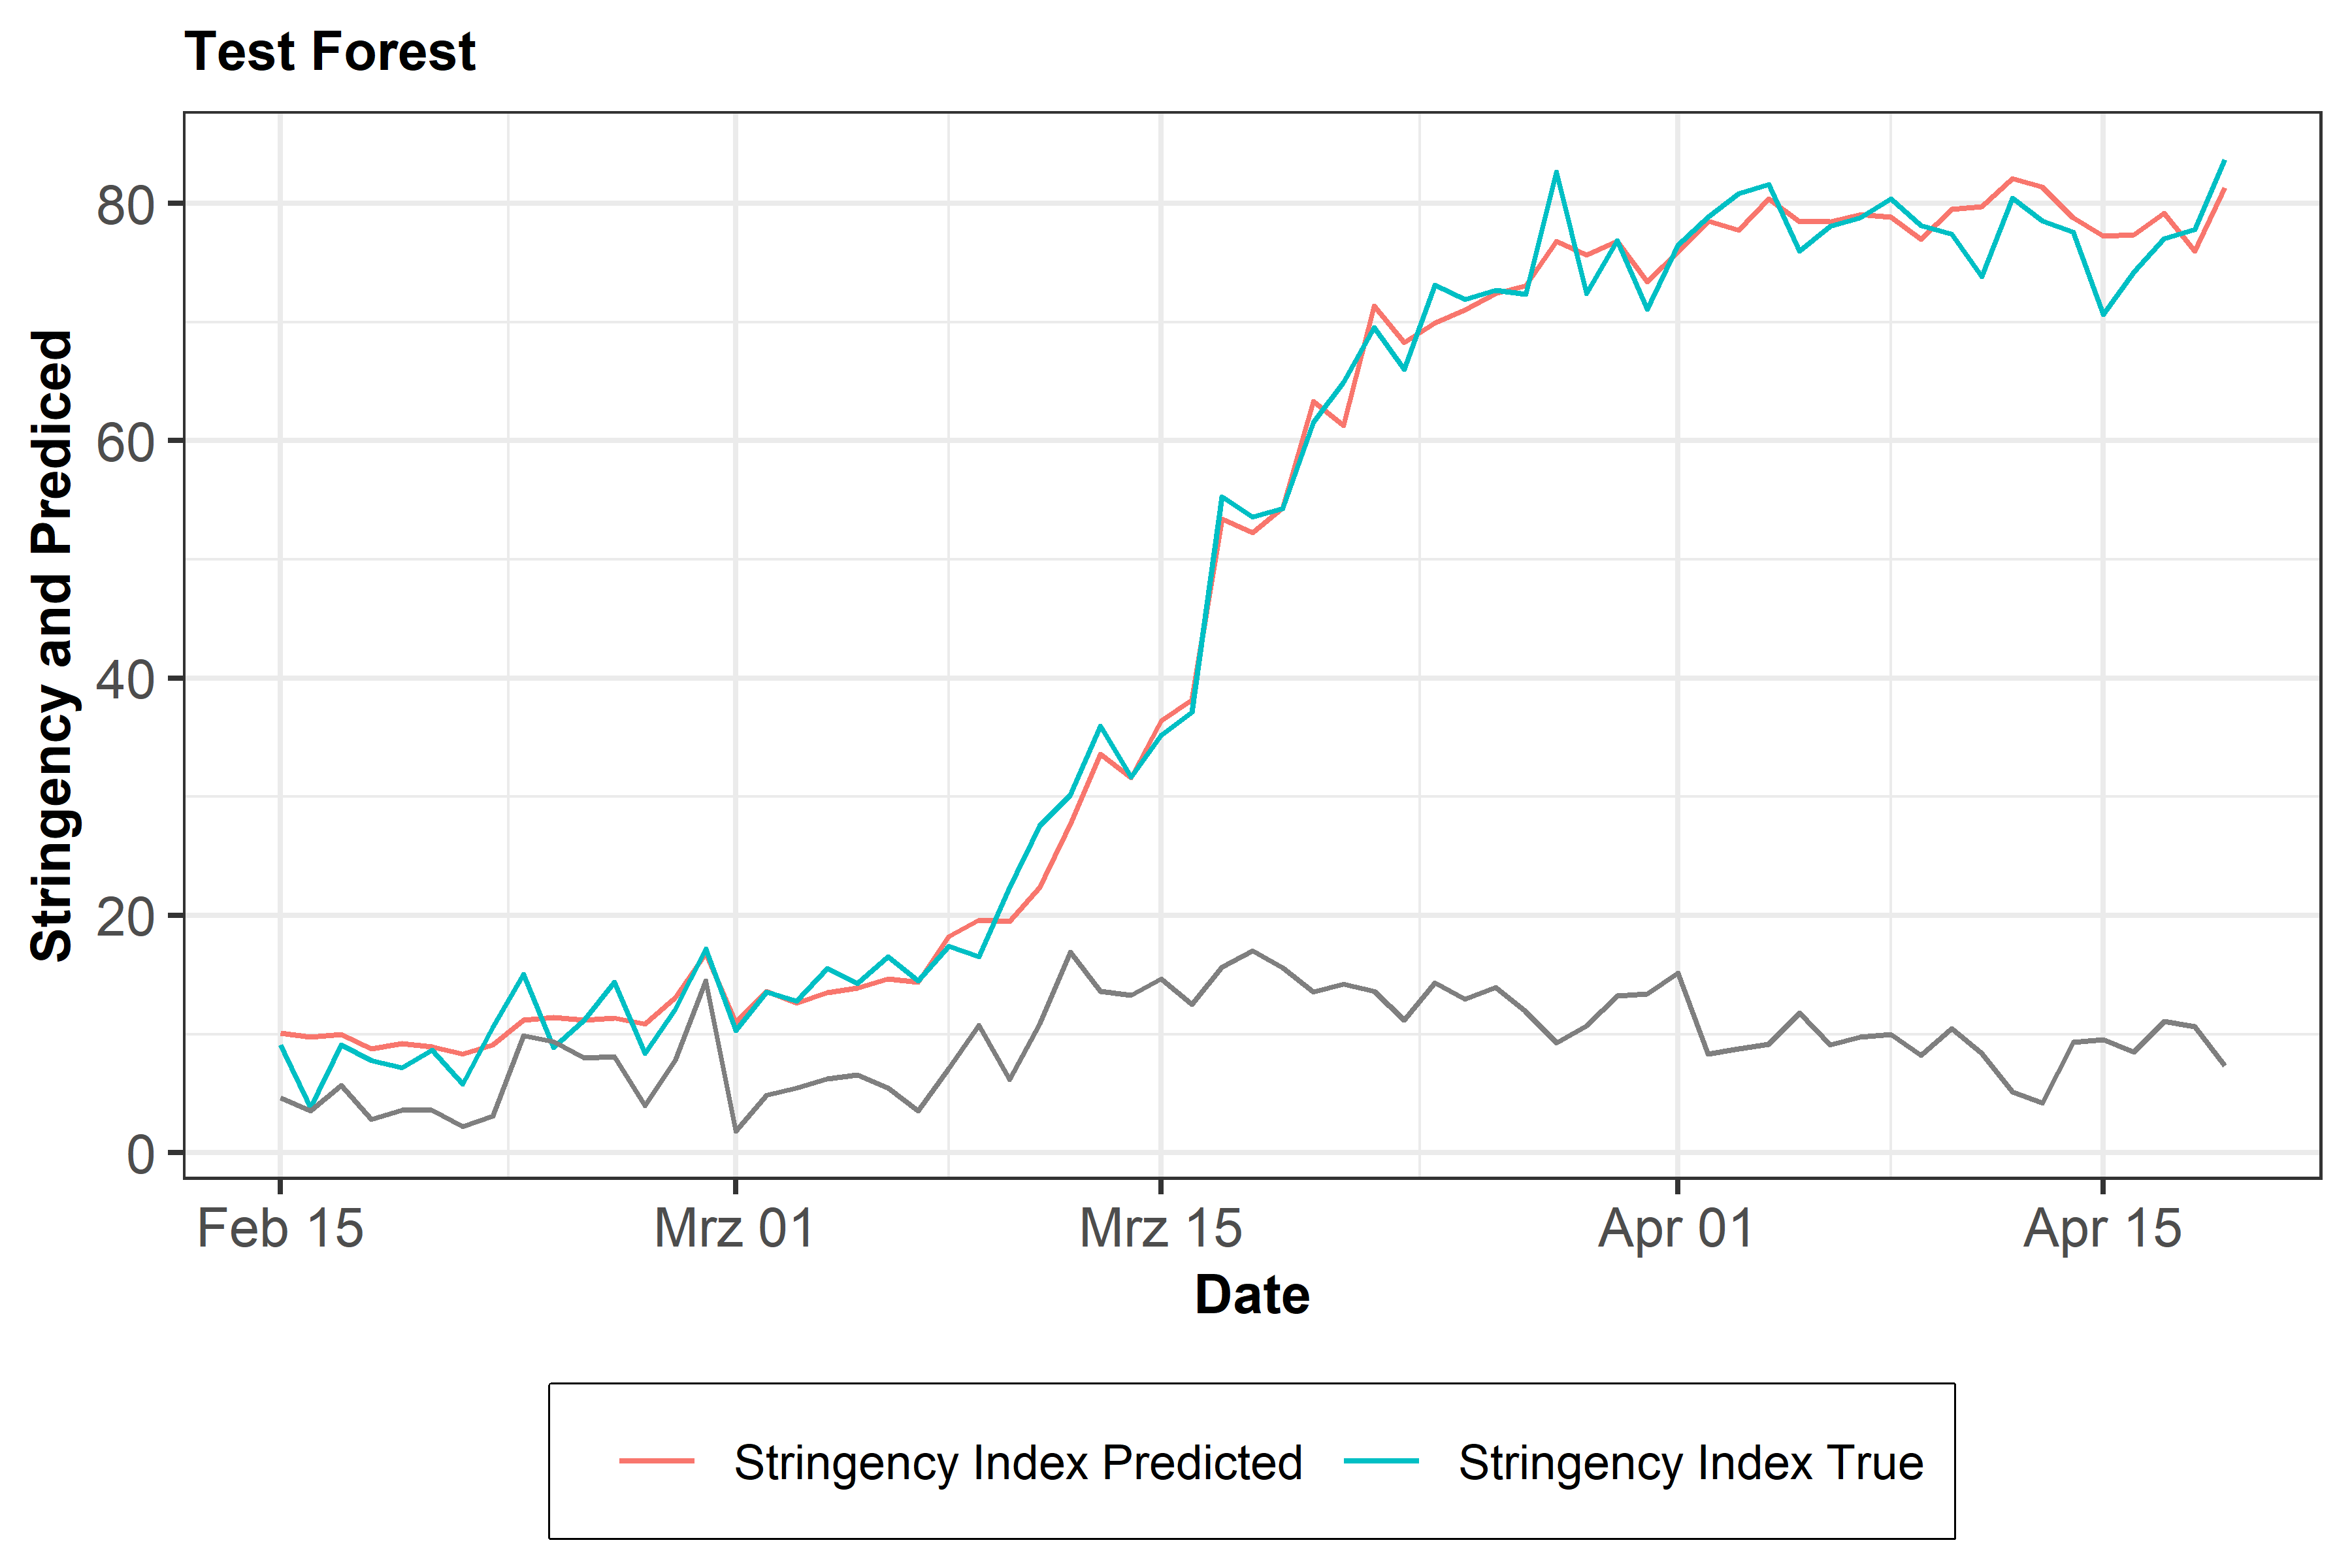 Test Forest
Stringency and Prediced
80
60
40
20
0
Feb 15 Mrz 01 Mrz 15 Apr 01 Apr 15
Date
Stringency Index Predicted Stringency Index True